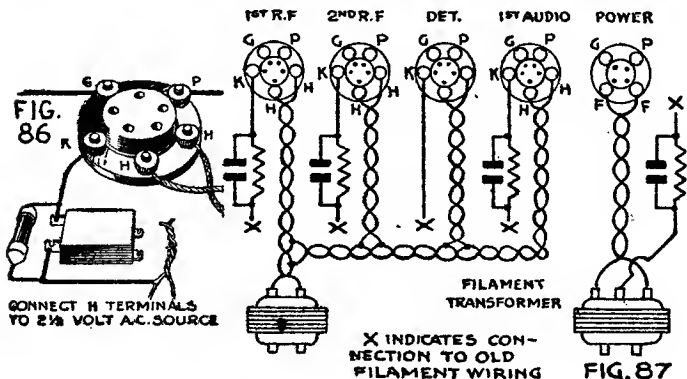 1ST R.F 2ND R.F DET. 1ST AUDIO POWER
G P G P G P G P G P
G P
FIG. 86
K H H
K H H
K H H
K H
K H H
F F
X
X X X X
CONNECT H TERMINALS
TO 2½ VOLT A.C. SOURCE
FILAMENT
TRANSFORMER
X INDICATES CON-
NECTION TO OLD
FILAMENT WIRING
FIG. 87